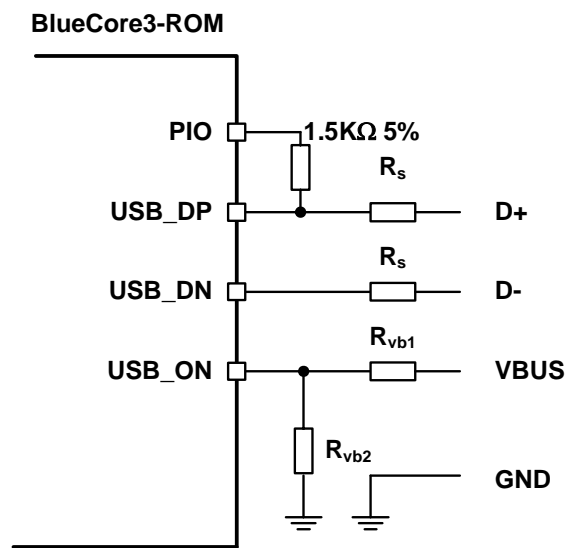 BlueCore3-ROM
PIO
1.5KΩ 5%
Rs
USB_DP
D+
Rs
USB_DN
D-
Rvb1
USB_ON
VBUS
Rvb2
GND